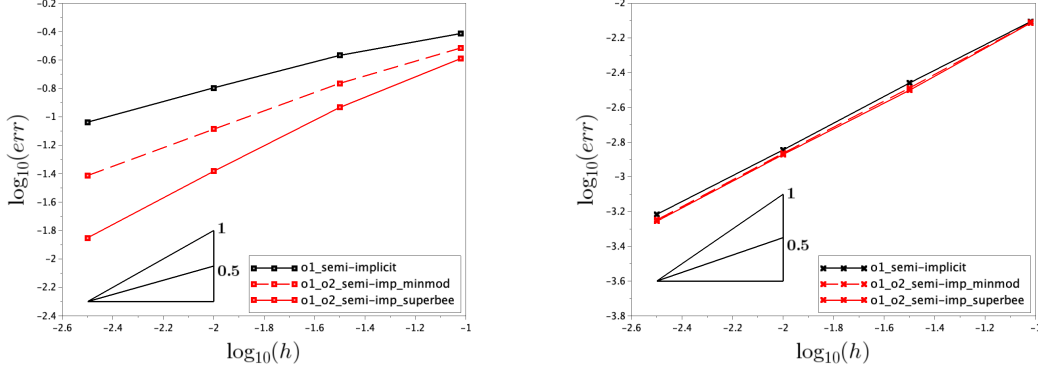 -0.2
-0.4
-0.6
-0.8
-1
-1.2
-1.4
-1.6
-1.8
-2
-2.2
-2.4
log₁₀(err)
1
0.5
o1_semi-implicit
o1_o2_semi-imp_minmod
o1_o2_semi-imp_superbee
-2.6 -2.4 -2.2 -2 -1.8 -1.6 -1.4 -1.2 -1
log₁₀(h)
-2
-2.2
-2.4
-2.6
-2.8
-3
-3.2
-3.4
-3.6
-3.8
log₁₀(err)
1
0.5
o1_semi-implicit
o1_o2_semi-imp_minmod
o1_o2_semi-imp_superbee
-2.6 -2.4 -2.2 -2 -1.8 -1.6 -1.4 -1.2 -1
log₁₀(h)